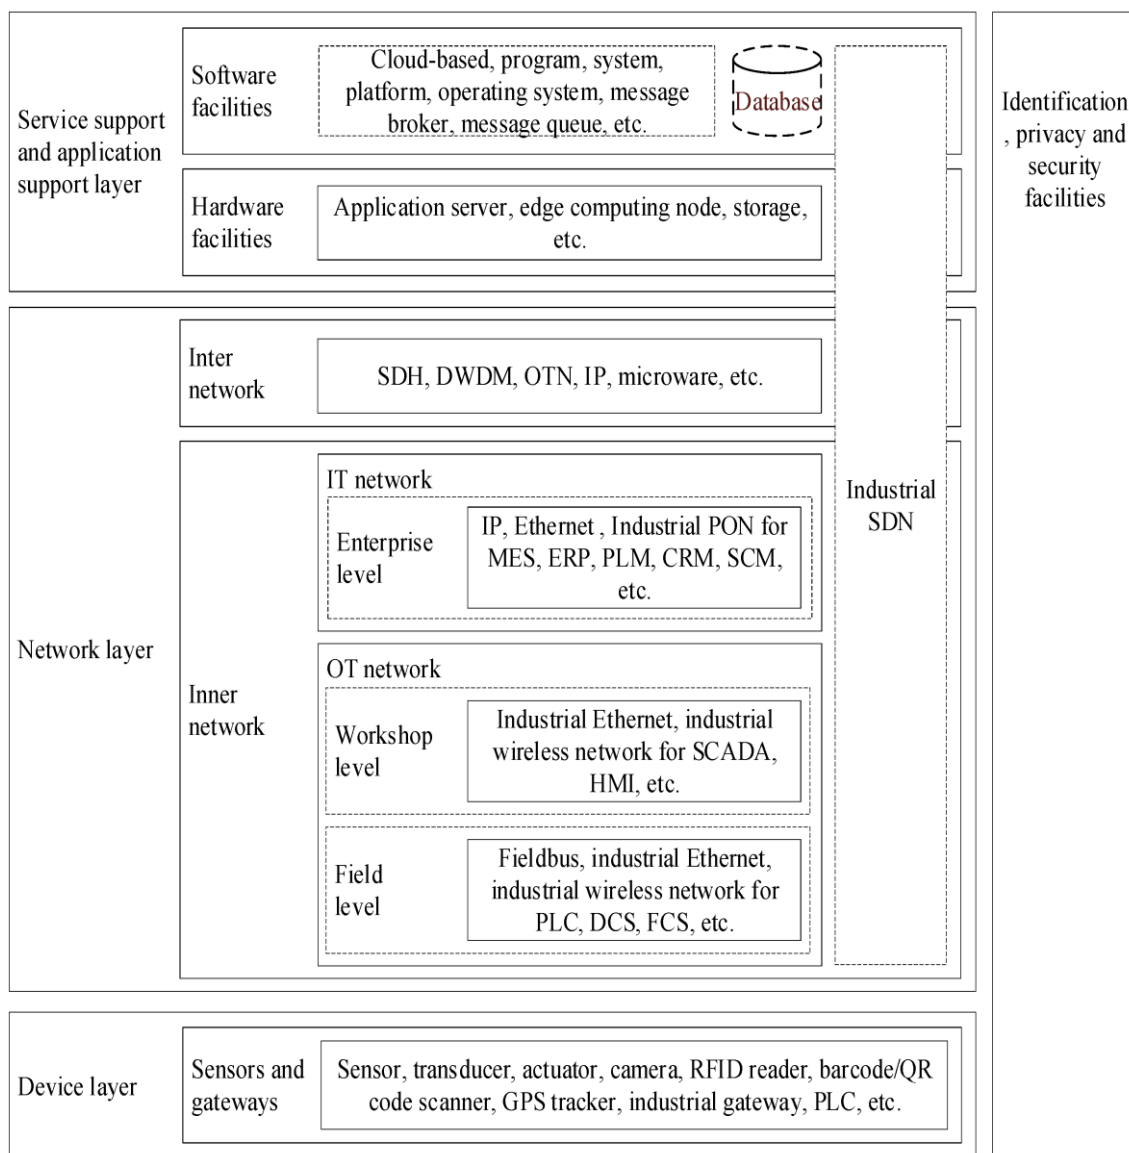 Service support
and application
support layer
Software
facilities
Cloud-based, program, system,
platform, operating system, message
broker, message queue, etc.
Database
Hardware
facilities
Application server, edge computing node, storage,
etc.
Identification
, privacy and
security
facilities
Network layer
Inter
network
SDH, DWDM, OTN, IP, microware, etc.
Inner
network
IT network
Enterprise
level
IP, Ethernet , Industrial PON for
MES, ERP, PLM, CRM, SCM,
etc.
OT network
Workshop
level
Industrial Ethernet, industrial
wireless network for SCADA,
HMI, etc.
Field
level
Fieldbus, industrial Ethernet,
industrial wireless network for
PLC, DCS, FCS, etc.
Industrial
SDN
Device layer
Sensors and
gateways
Sensor, transducer, actuator, camera, RFID reader, barcode/QR
code scanner, GPS tracker, industrial gateway, PLC, etc.